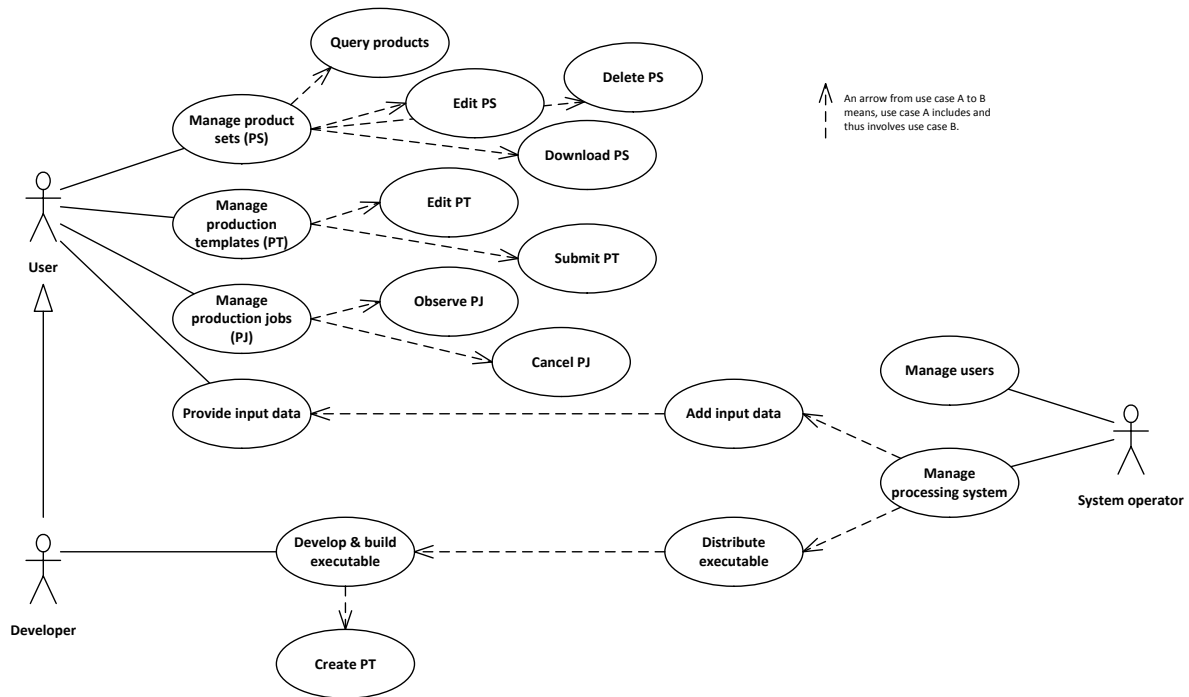 Query products
Delete PS
Edit PS
An arrow from use case A to B
means, use case A includes and
thus involves use case B.
Manage product
sets (PS)
Download PS
Manage
production
templates (PT)
Edit PT
Submit PT
User
Manage
production jobs
(PJ)
Observe PJ
Cancel PJ
Manage users
Provide input data
Add input data
Manage
processing system
System operator
Develop & build
executable
Distribute
executable
Developer
Create PT